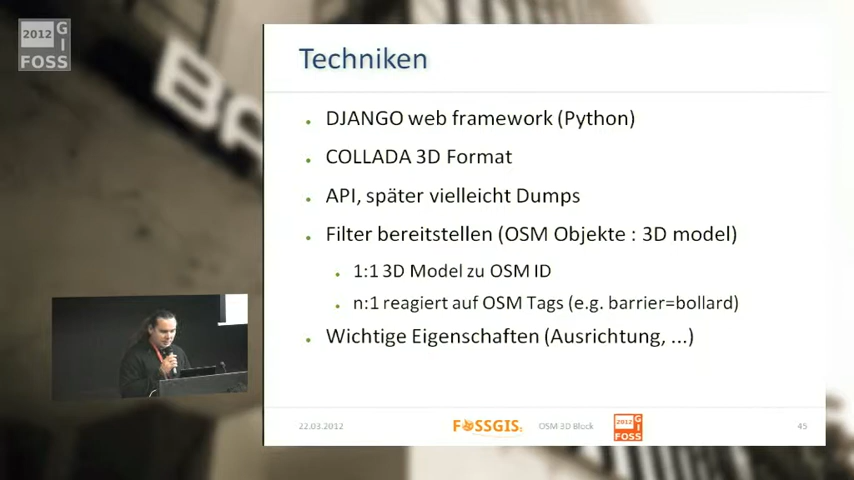 2012
G
I
FOSS
BA
Techniken
DJANGO web framework (Python)
COLLADA 3D Format
API, später vielleicht Dumps
Filter bereitstellen (OSM Objekte : 3D model)
1:1 3D Model zu OSM ID
n:1 reagiert auf OSM Tags (e.g. barrier=bollard)
Wichtige Eigenschaften (Ausrichtung, ...)
22.03.2012
FOSSGIS
OSM 3D Block
2012
G
I
FOSS
45